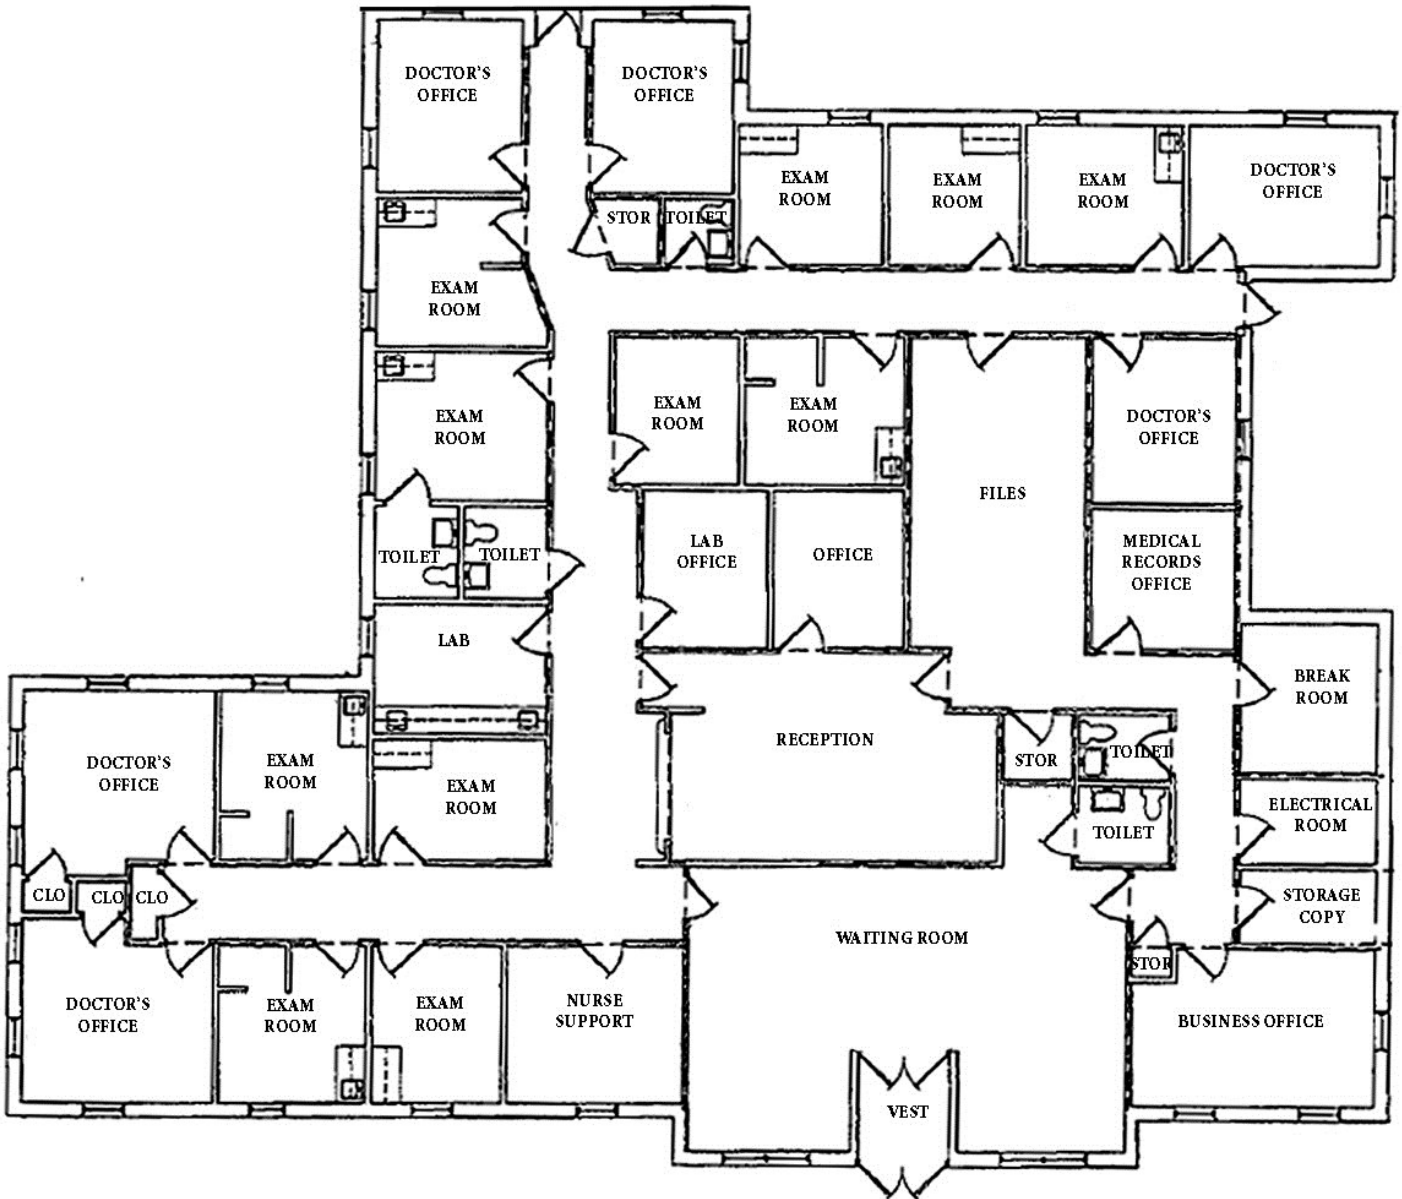 DOCTOR'S
OFFICE
DOCTOR'S
OFFICE
EXAM
ROOM
EXAM
ROOM
EXAM
ROOM
DOCTOR'S
OFFICE
STOR
TOILET
EXAM
ROOM
EXAM
ROOM
EXAM
ROOM
EXAM
ROOM
DOCTOR'S
OFFICE
FILES
TOILET
TOILET
LAB
OFFICE
OFFICE
MEDICAL
RECORDS
OFFICE
LAB
BREAK
ROOM
RECEPTION
STOR
TOILET
DOCTOR'S
OFFICE
EXAM
ROOM
EXAM
ROOM
TOILET
ELECTRICAL
ROOM
CLO
CLO
CLO
STORAGE
COPY
WAITING ROOM
STOR
DOCTOR'S
OFFICE
EXAM
ROOM
EXAM
ROOM
NURSE
SUPPORT
BUSINESS OFFICE
VEST